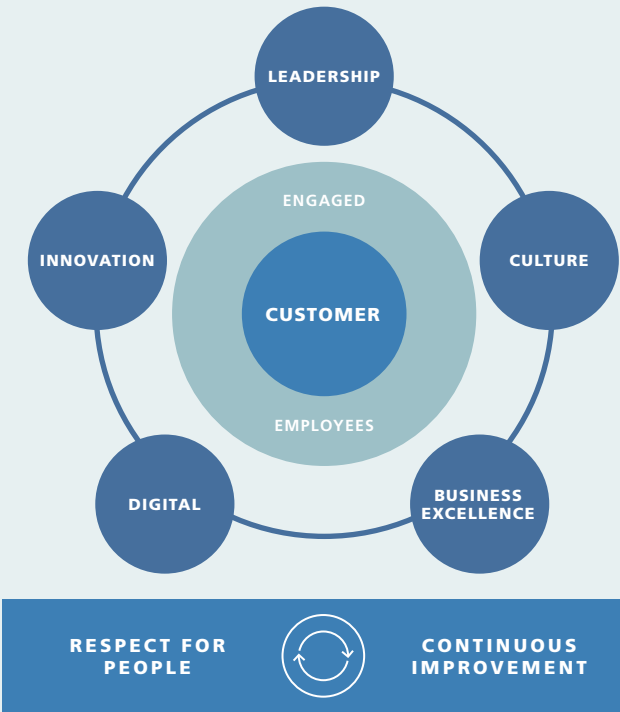 LEADERSHIP
ENGAGED
INNOVATION
CULTURE
CUSTOMER
EMPLOYEES
DIGITAL
BUSINESS
EXCELLENCE
RESPECT FOR
PEOPLE
CONTINUOUS
IMPROVEMENT